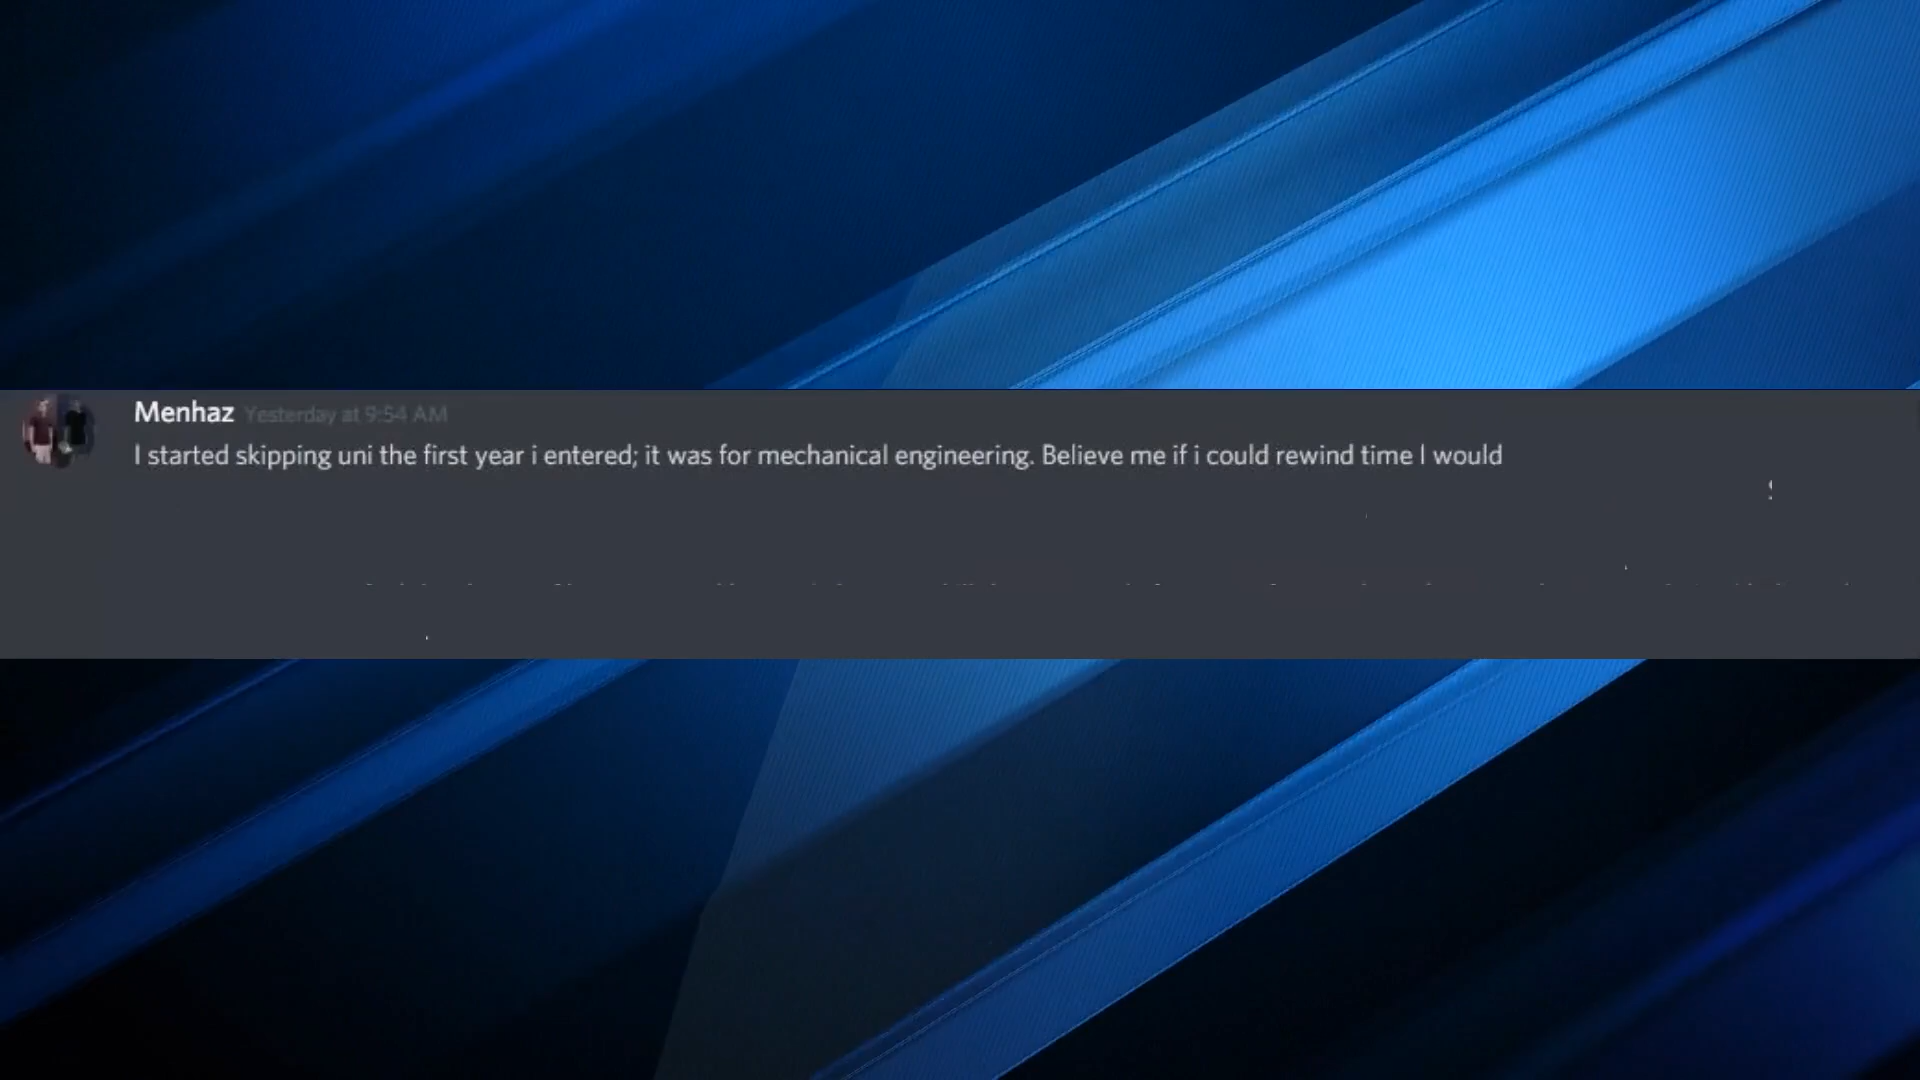 Menhaz Yesterday at 9:54 AM
I started skipping uni the first year i entered; it was for mechanical engineering. Believe me if i could rewind time I would